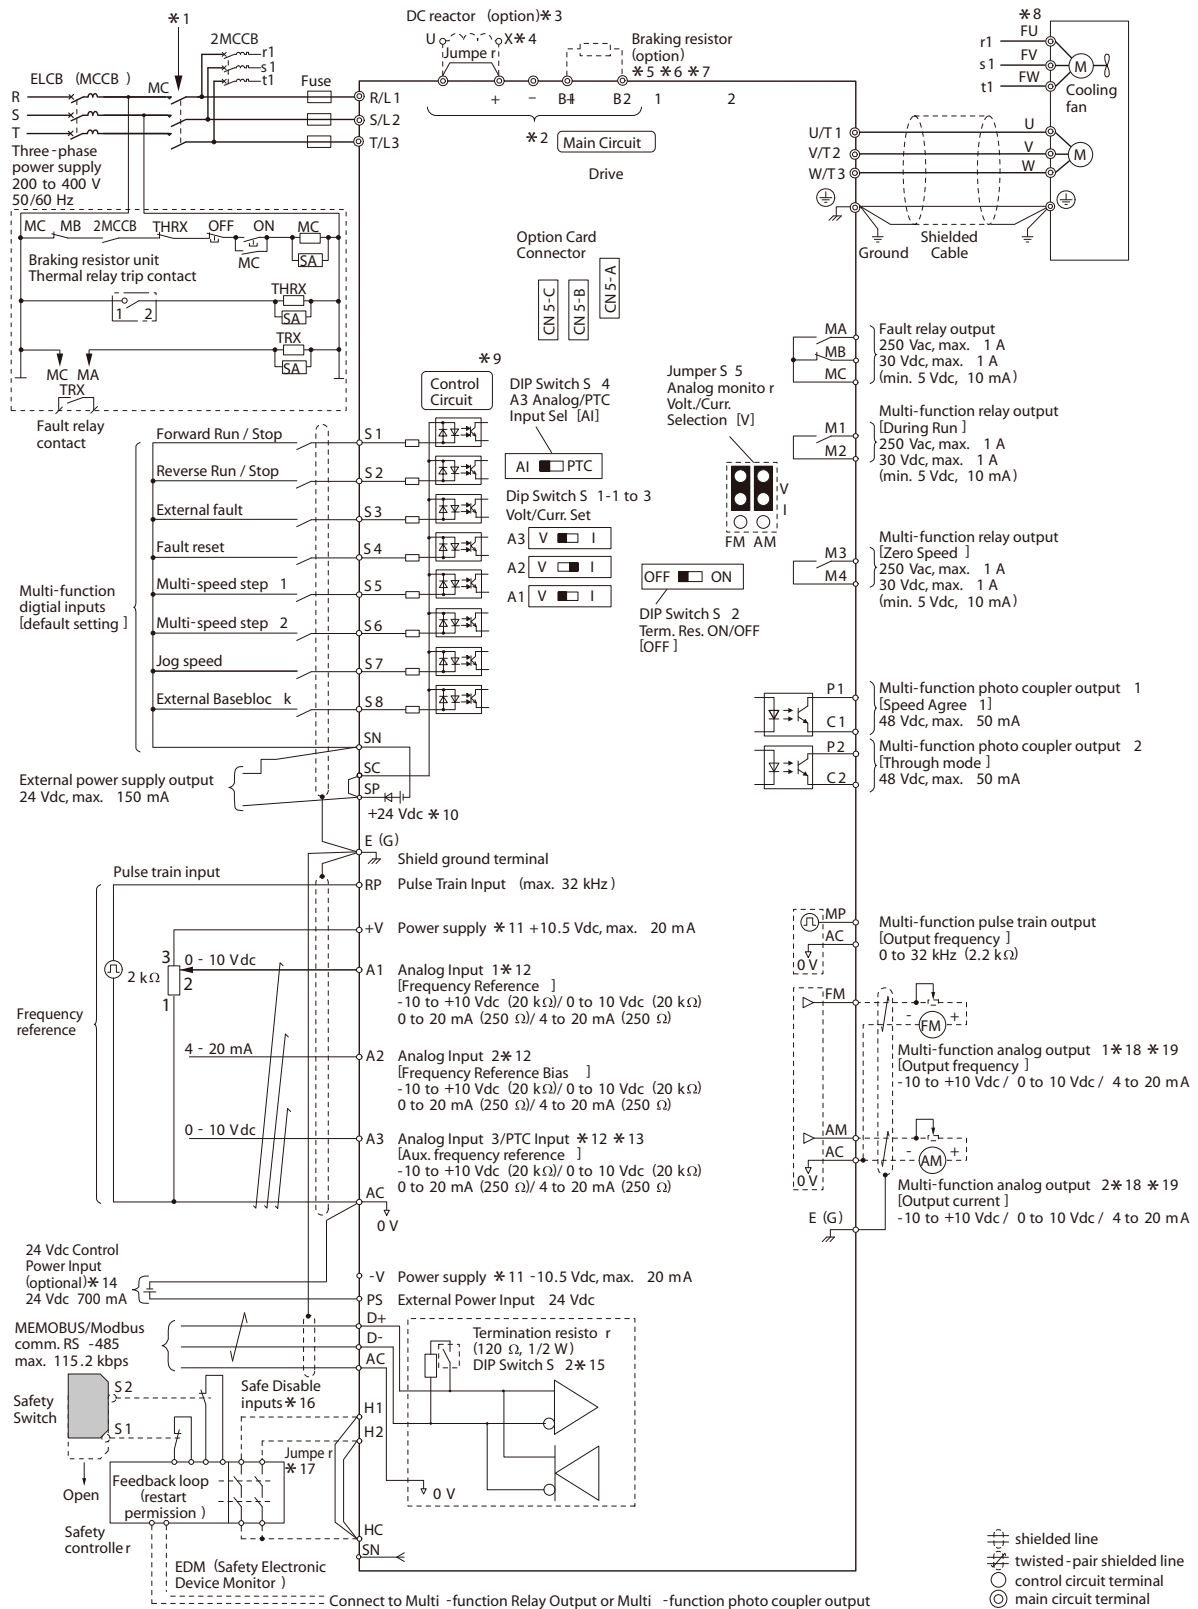 *1
DC reactor (option)*3
U X*4
Jumper
Braking resistor
(option)
*5 *6 *7
*8
FU
r1
FV
s1
FW
t1
M
Cooling
fan
2MCCB
r1
s1
t1
ELCB (MCCB)
MC
Fuse
R
S
T
R/L1
S/L2
T/L3
+ − B1 B2 1 2
*2 Main Circuit
Drive
Three-phase
power supply
200 to 400 V
50/60 Hz
U/T1
V/T2
W/T3
U
V
W
M
Ground
Shielded
Cable
MC MB 2MCCB THRX OFF ON MC
MC
SA
Braking resistor unit
Thermal relay trip contact
1 2
THRX
SA
TRX
SA
MC MA
TRX
Fault relay
contact
Option Card
Connector
CN 5-C
CN 5-B
CN 5-A
*9
Control
Circuit
DIP Switch S 4
A3 Analog/PTC
Input Sel [AI]
AI PTC
Dip Switch S 1-1 to 3
Volt./Curr. Set
A3 V I
A2 V I
A1 V I
Jumper S 5
Analog monitor
Volt./Curr.
Selection [V]
V
I
FM AM
OFF ON
DIP Switch S 2
Term. Res. ON/OFF
[OFF]
MA
MB
MC
Fault relay output
250 Vac, max. 1 A
30 Vdc, max. 1 A
(min. 5 Vdc, 10 mA)
M1
M2
Multi-function relay output
[During Run]
250 Vac, max. 1 A
30 Vdc, max. 1 A
(min. 5 Vdc, 10 mA)
M3
M4
Multi-function relay output
[Zero Speed]
250 Vac, max. 1 A
30 Vdc, max. 1 A
(min. 5 Vdc, 10 mA)
P1
C1
Multi-function photo coupler output 1
[Speed Agree 1]
48 Vdc, max. 50 mA
P2
C2
Multi-function photo coupler output 2
[Through mode]
48 Vdc, max. 50 mA
Multi-function
digtial inputs
[default setting]
Forward Run / Stop S1
Reverse Run / Stop S2
External fault S3
Fault reset S4
Multi-speed step 1 S5
Multi-speed step 2 S6
Jog speed S7
External Baseblock S8
SN
SC
SP
External power supply output
24 Vdc, max. 150 mA
+24 Vdc *10
E (G)
Shield ground terminal
Pulse train input
RP Pulse Train Input (max. 32 kHz)
+V Power supply *11 +10.5 Vdc, max. 20 mA
Frequency
reference
2 kΩ
3
2
1
0 - 10 Vdc
A1 Analog Input 1*12
[Frequency Reference]
-10 to +10 Vdc (20 kΩ)/ 0 to 10 Vdc (20 kΩ)
0 to 20 mA (250 Ω)/ 4 to 20 mA (250 Ω)
4 - 20 mA
A2 Analog Input 2*12
[Frequency Reference Bias]
-10 to +10 Vdc (20 kΩ)/ 0 to 10 Vdc (20 kΩ)
0 to 20 mA (250 Ω)/ 4 to 20 mA (250 Ω)
0 - 10 Vdc
A3 Analog Input 3/PTC Input *12 *13
[Aux. frequency reference]
-10 to +10 Vdc (20 kΩ)/ 0 to 10 Vdc (20 kΩ)
0 to 20 mA (250 Ω)/ 4 to 20 mA (250 Ω)
AC
0 V
MP
AC
0 V
Multi-function pulse train output
[Output frequency]
0 to 32 kHz (2.2 kΩ)
FM
- +
FM
Multi-function analog output 1*18 *19
[Output frequency]
-10 to +10 Vdc / 0 to 10 Vdc / 4 to 20 mA
AM
AC
0 V
- +
AM
Multi-function analog output 2*18 *19
[Output current]
-10 to +10 Vdc / 0 to 10 Vdc / 4 to 20 mA
E (G)
24 Vdc Control
Power Input
(optional)*14
24 Vdc 700 mA
-V Power supply *11 -10.5 Vdc, max. 20 mA
PS External Power Input 24 Vdc
MEMOBUS/Modbus
comm. RS -485
max. 115.2 kbps
D+
D-
AC
Termination resistor
(120 Ω, 1/2 W)
DIP Switch S 2*15
0 V
Safety
Switch
S2
S1
Open
Safe Disable
inputs *16
H1
H2
Jumper
*17
Feedback loop
(restart
permission)
Safety
controller
HC
SN
EDM (Safety Electronic
Device Monitor)
Connect to Multi -function Relay Output or Multi -function photo coupler output
shielded line
twisted-pair shielded line
control circuit terminal
main circuit terminal